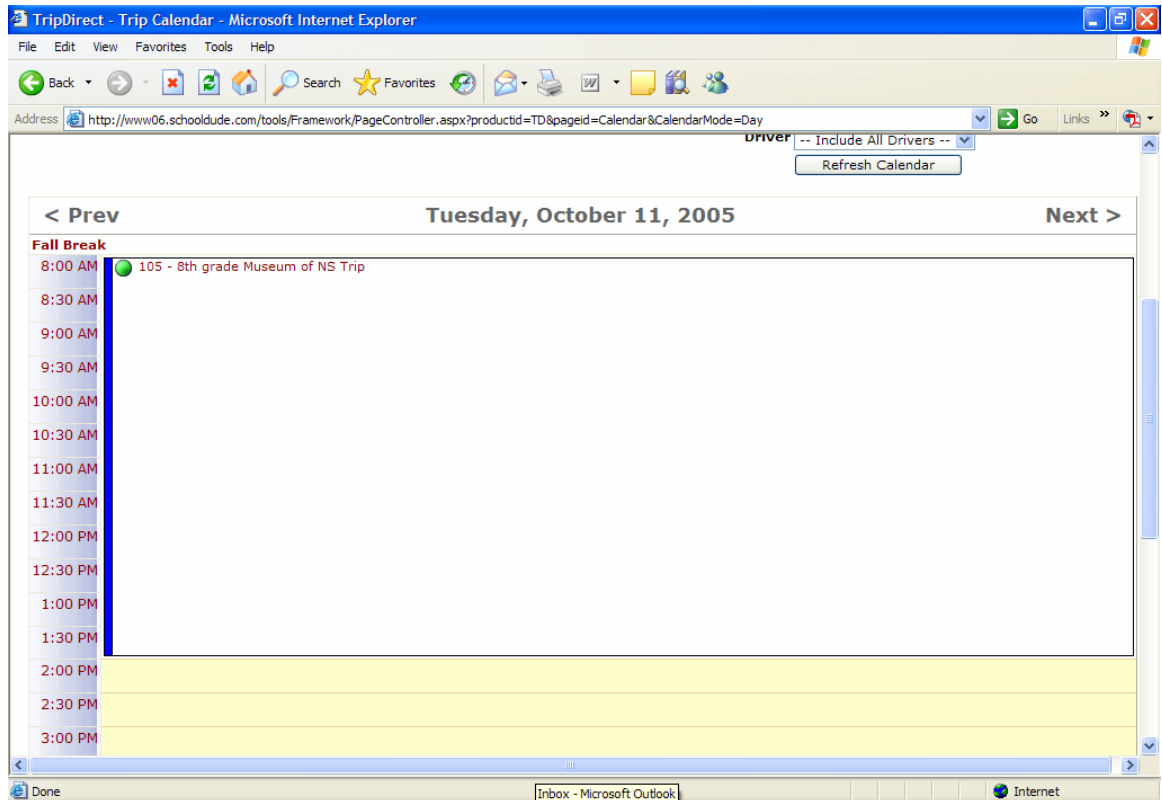 TripDirect - Trip Calendar - Microsoft Internet Explorer
File Edit View Favorites Tools Help
Back Search Favorites
Address http://www06.schooldude.com/tools/Framework/PageController.aspx?productid=TD&pageid=Calendar&CalendarMode=Day Go Links »
Driver -- Include All Drivers --
Refresh Calendar
< Prev Tuesday, October 11, 2005 Next >
Fall Break
8:00 AM 105 - 8th grade Museum of NS Trip
8:30 AM
9:00 AM
9:30 AM
10:00 AM
10:30 AM
11:00 AM
11:30 AM
12:00 PM
12:30 PM
1:00 PM
1:30 PM
2:00 PM
2:30 PM
3:00 PM
Done Inbox - Microsoft Outlook Internet